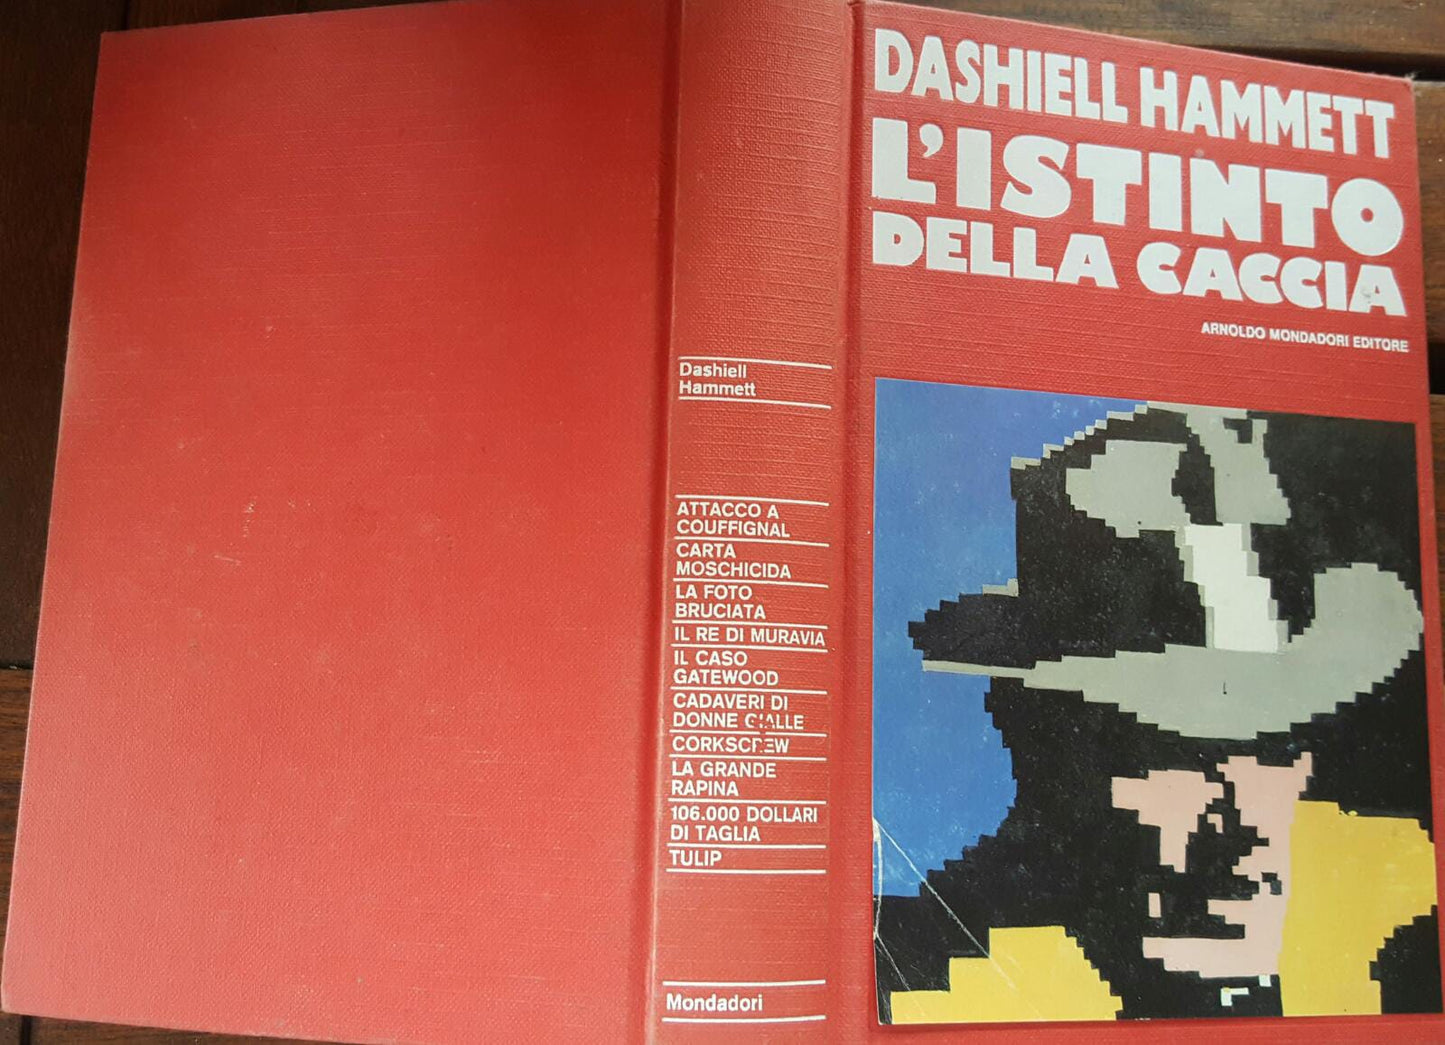 DASHIELL HAMMETT
L'ISTINTO
DELLA CACCIA
ARNOLDO MONDADORI EDITORE
Dashiell
Hammett
ATTACCO A
COUFFIGNAL
CARTA
MOSCHICIDA
LA FOTO
BRUCIATA
IL RE DI MURAVIA
IL CASO
GATEWOOD
CADAVERI DI
DONNE GIALLE
CORKSCREW
LA GRANDE
RAPINA
106.000 DOLLARI
DI TAGLIA
TULIP
Mondadori